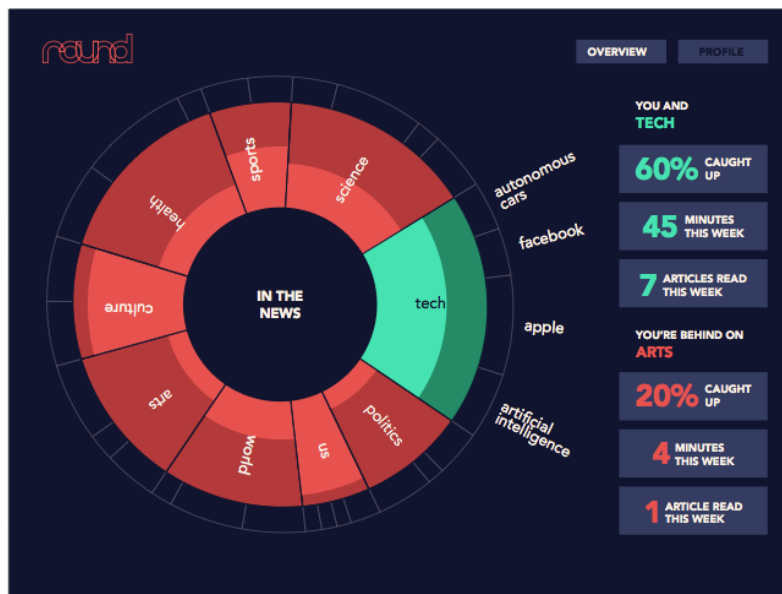 round
OVERVIEW
PROFILE
YOU AND
TECH
60% CAUGHT
UP
45 MINUTES
THIS WEEK
7 ARTICLES READ
THIS WEEK
YOU'RE BEHIND ON
ARTS
20% CAUGHT
UP
4 MINUTES
THIS WEEK
1 ARTICLE READ
THIS WEEK
IN THE
NEWS
sports
science
tech
politics
us
world
arts
culture
health
autonomous
cars
facebook
apple
artificial
intelligence